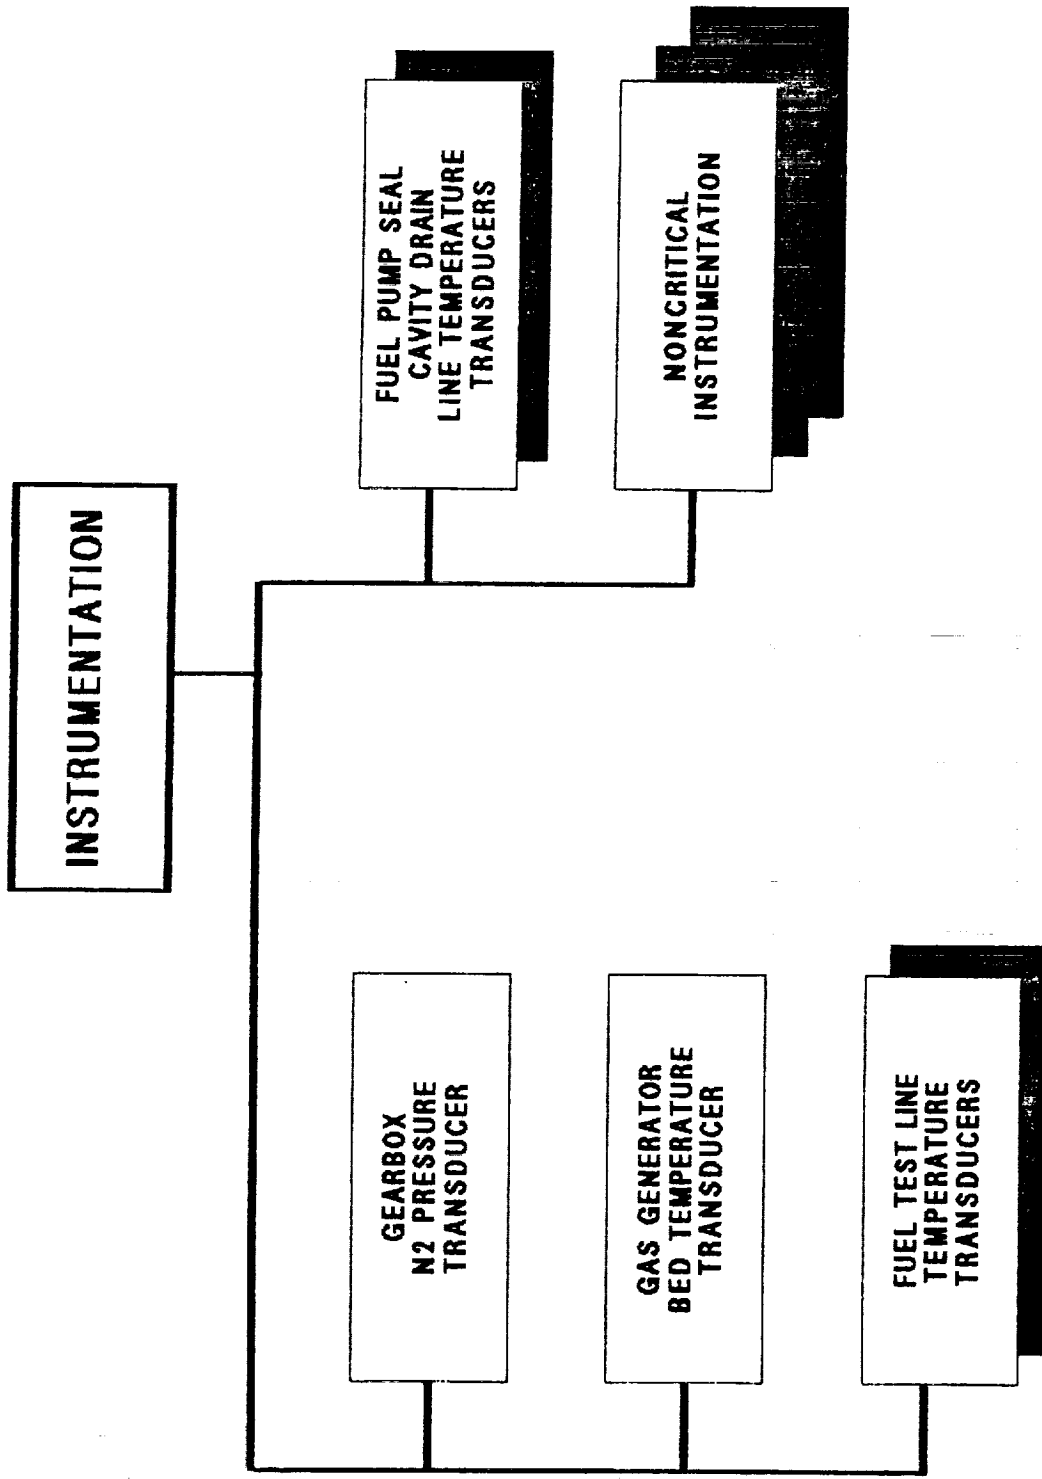 INSTRUMENTATION
GEARBOX
N2 PRESSURE
TRANSDUCER
GAS GENERATOR
BED TEMPERATURE
TRANSDUCER
FUEL TEST LINE
TEMPERATURE
TRANSDUCERS
FUEL PUMP SEAL
CAVITY DRAIN
LINE TEMPERATURE
TRANSDUCERS
NONCRITICAL
INSTRUMENTATION